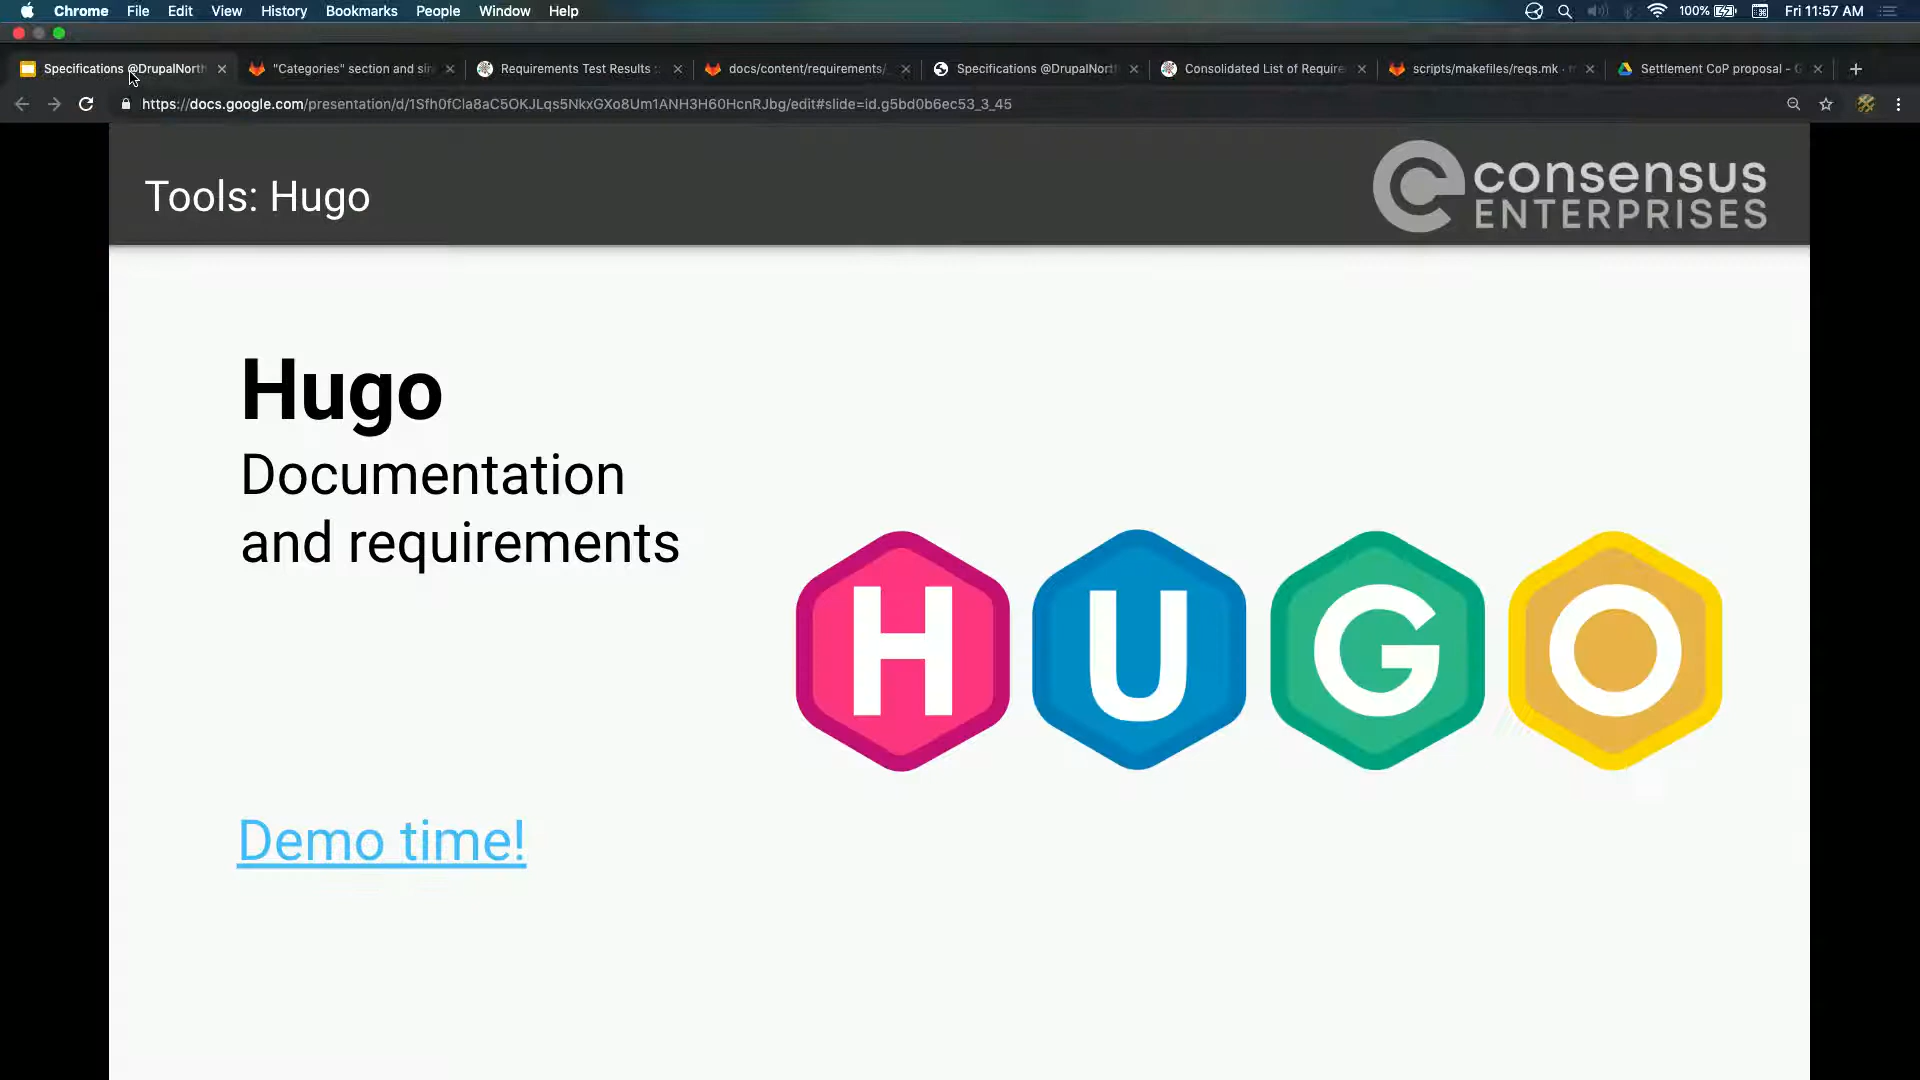 Chrome File Edit View History Bookmarks People Window Help
100% Fri 11:57 AM
Specifications @DrupalNorth
"Categories" section and sin
Requirements Test Results :
docs/content/requirements/_
Specifications @DrupalNorth
Consolidated List of Require
scripts/makefiles/reqs.mk ·
Settlement CoP proposal - G
https://docs.google.com/presentation/d/1Sfh0fCla8aC5OKJLqs5NkxGXo8Um1ANH3H60HcnRJbg/edit#slide=id.g5bd0b6ec53_3_45
Tools: Hugo
consensus
ENTERPRISES
Hugo
Documentation
and requirements
HUGO
Demo time!